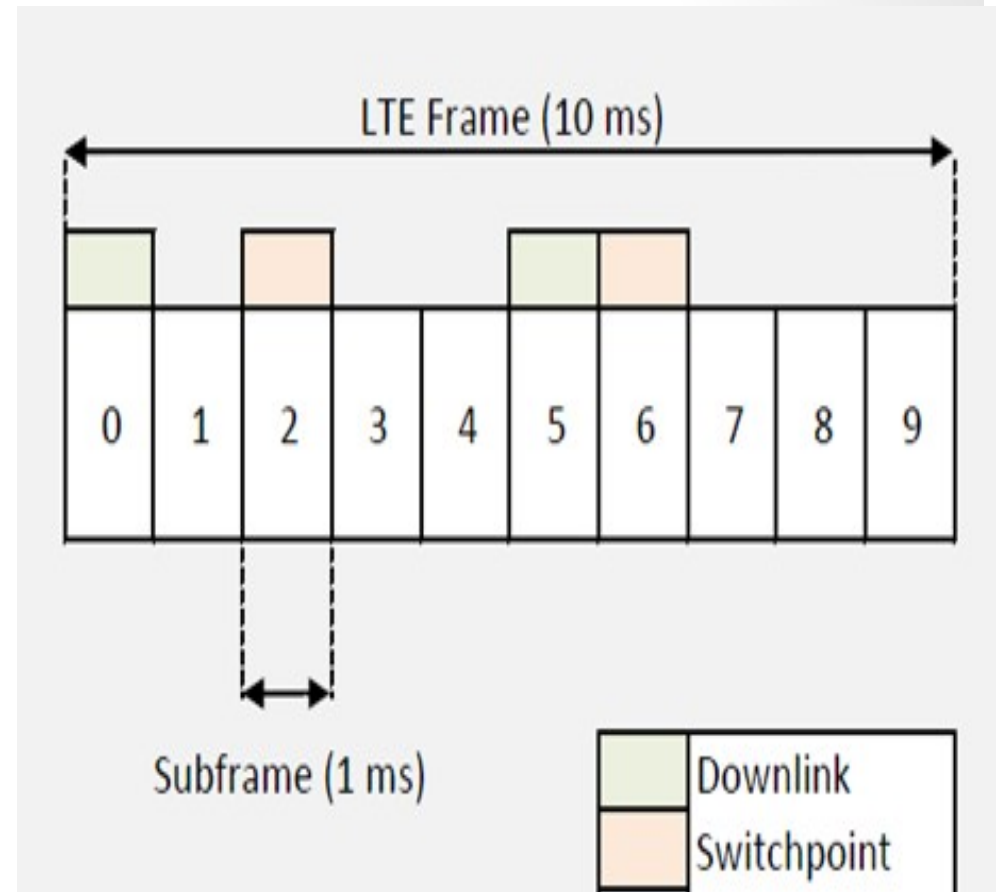 LTE Frame (10 ms)
0 1 2 3 4 5 6 7 8 9
Subframe (1 ms)
Downlink
Switchpoint